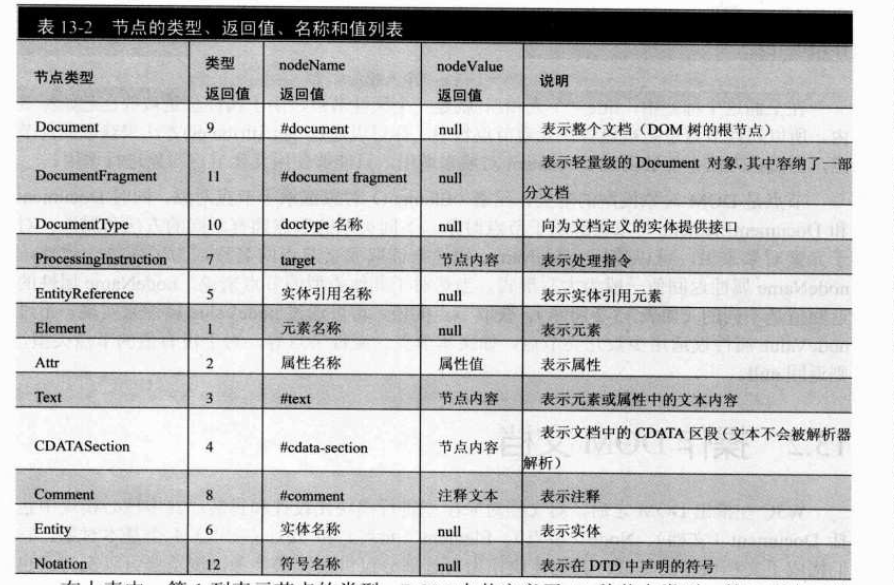 表 13-2 节点的类型、返回值、名称和值列表
节点类型 类型返回值 nodeName 返回值 nodeValue 返回值 说明
Document 9 #document null 表示整个文档（DOM 树的根节点）
DocumentFragment 11 #document fragment null 表示轻量级的 Document 对象，其中容纳了一部分文档
DocumentType 10 doctype 名称 null 向为文档定义的实体提供接口
ProcessingInstruction 7 target 节点内容 表示处理指令
EntityReference 5 实体引用名称 null 表示实体引用元素
Element 1 元素名称 null 表示元素
Attr 2 属性名称 属性值 表示属性
Text 3 #text 节点内容 表示元素或属性中的文本内容
CDATASection 4 #cdata-section 节点内容 表示文档中的 CDATA 区段（文本不会被解析器解析）
Comment 8 #comment 注释文本 表示注释
Entity 6 实体名称 null 表示实体
Notation 12 符号名称 null 表示在 DTD 中声明的符号